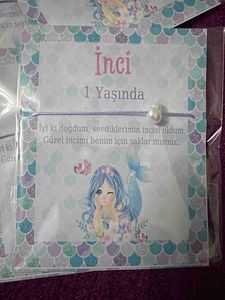 İnci
1 Yaşında
İyi ki doğdum, sevdiklerimin incisi oldum.
Güzel incimi benim için saklar mısınız..